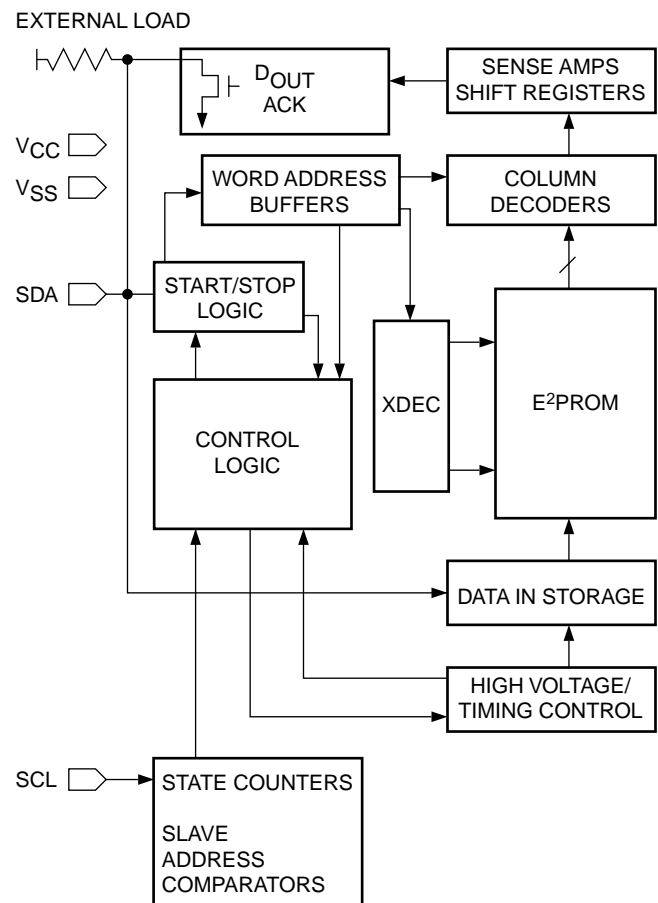 EXTERNAL LOAD
DOUT
ACK
SENSE AMPS
SHIFT REGISTERS
VCC
VSS
WORD ADDRESS
BUFFERS
COLUMN
DECODERS
SDA
START/STOP
LOGIC
XDEC
E²PROM
CONTROL
LOGIC
DATA IN STORAGE
HIGH VOLTAGE/
TIMING CONTROL
SCL
STATE COUNTERS
SLAVE
ADDRESS
COMPARATORS